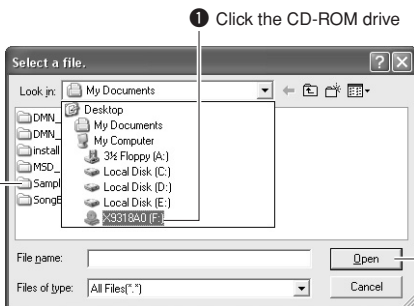 ❶ Click the CD-ROM drive
Select a file.
Look in: My Documents
Desktop
My Documents
My Computer
3½ Floppy (A:)
Local Disk (C:)
Local Disk (D:)
Local Disk (E:)
X9318A0 (F:)
DMN_
DMN_
install
MSD_
Sampl
SongE
File name:
Open
Files of type: All Files(*.*)
Cancel